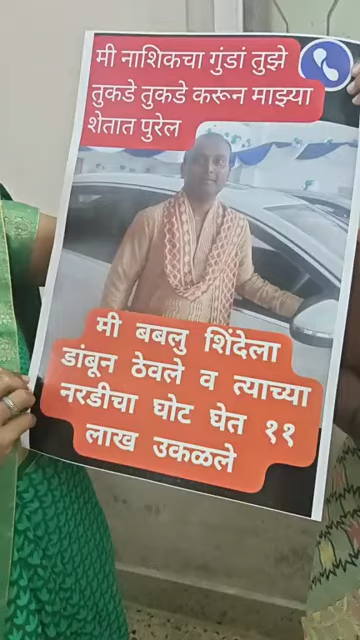 मी नाशिकचा गुंडां तुझे
तुकडे तुकडे करून माझ्या
शेतात पुरेल
मी बबलु शिंदेला
डांबून ठेवले व त्याच्या
नरडीचा घोट घेत ११
लाख उकळले